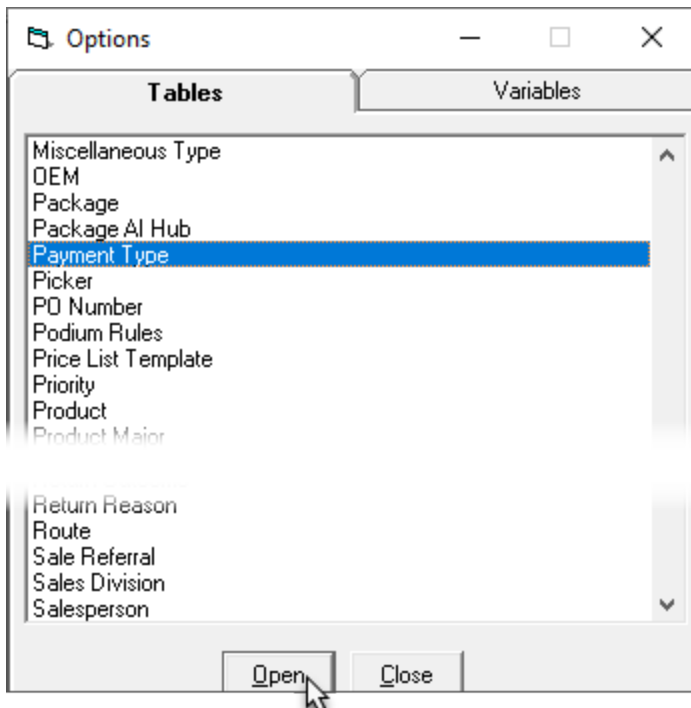 Options
Tables
Variables
Miscellaneous Type
OEM
Package
Package AI Hub
Payment Type
Picker
PO Number
Podium Rules
Price List Template
Priority
Product
Product Major
Return Reason
Route
Sale Referral
Sales Division
Salesperson
Open
Close